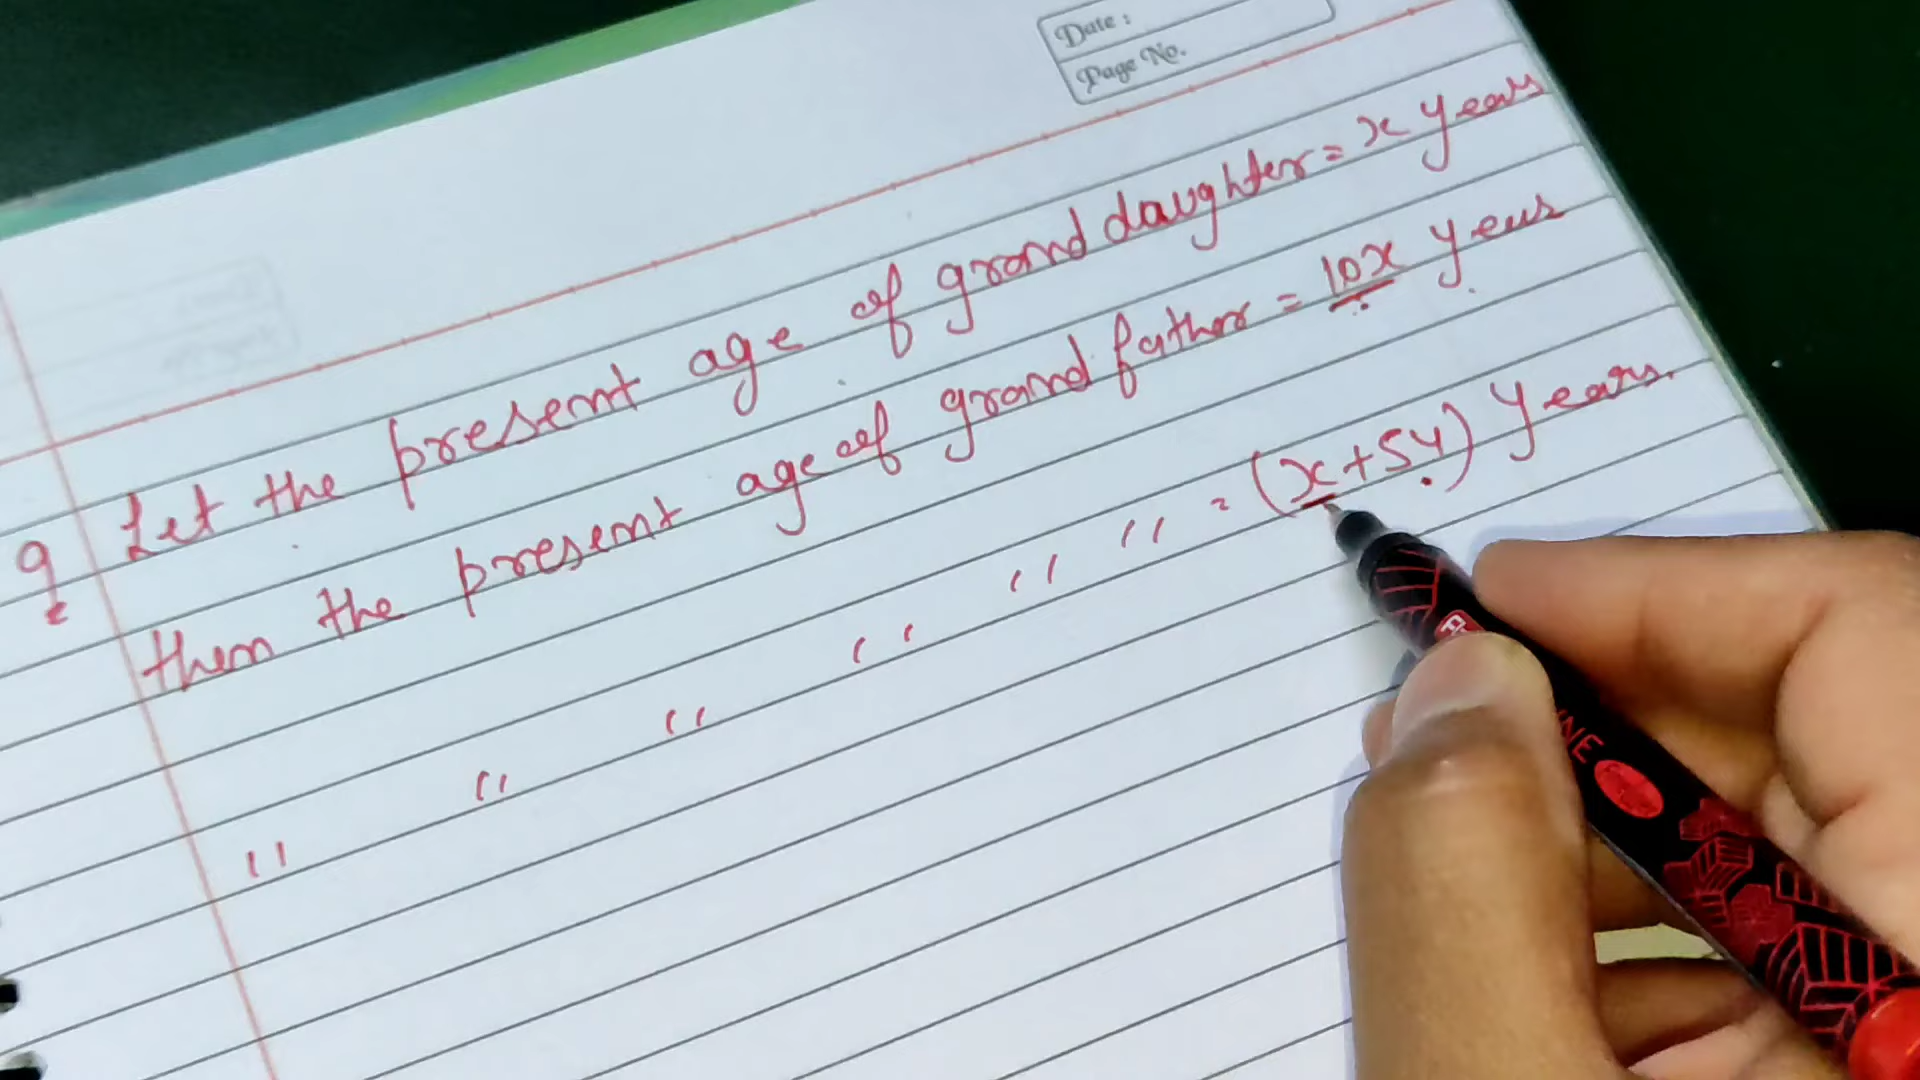 Date :
Page No.
9 Let the present age of grand daughter = x years
then the present age of grand father = 10x years
" " " " " " = (x+54) years.